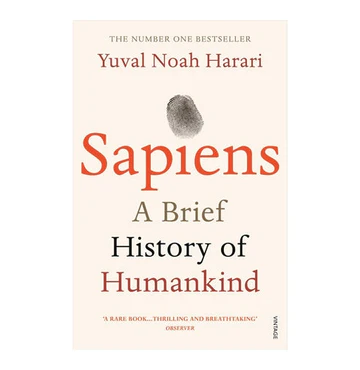 THE NUMBER ONE BESTSELLER
Yuval Noah Harari
Sapiens
A Brief
History of
Humankind
'A RARE BOOK...THRILLING AND BREATHTAKING'
OBSERVER
VINTAGE